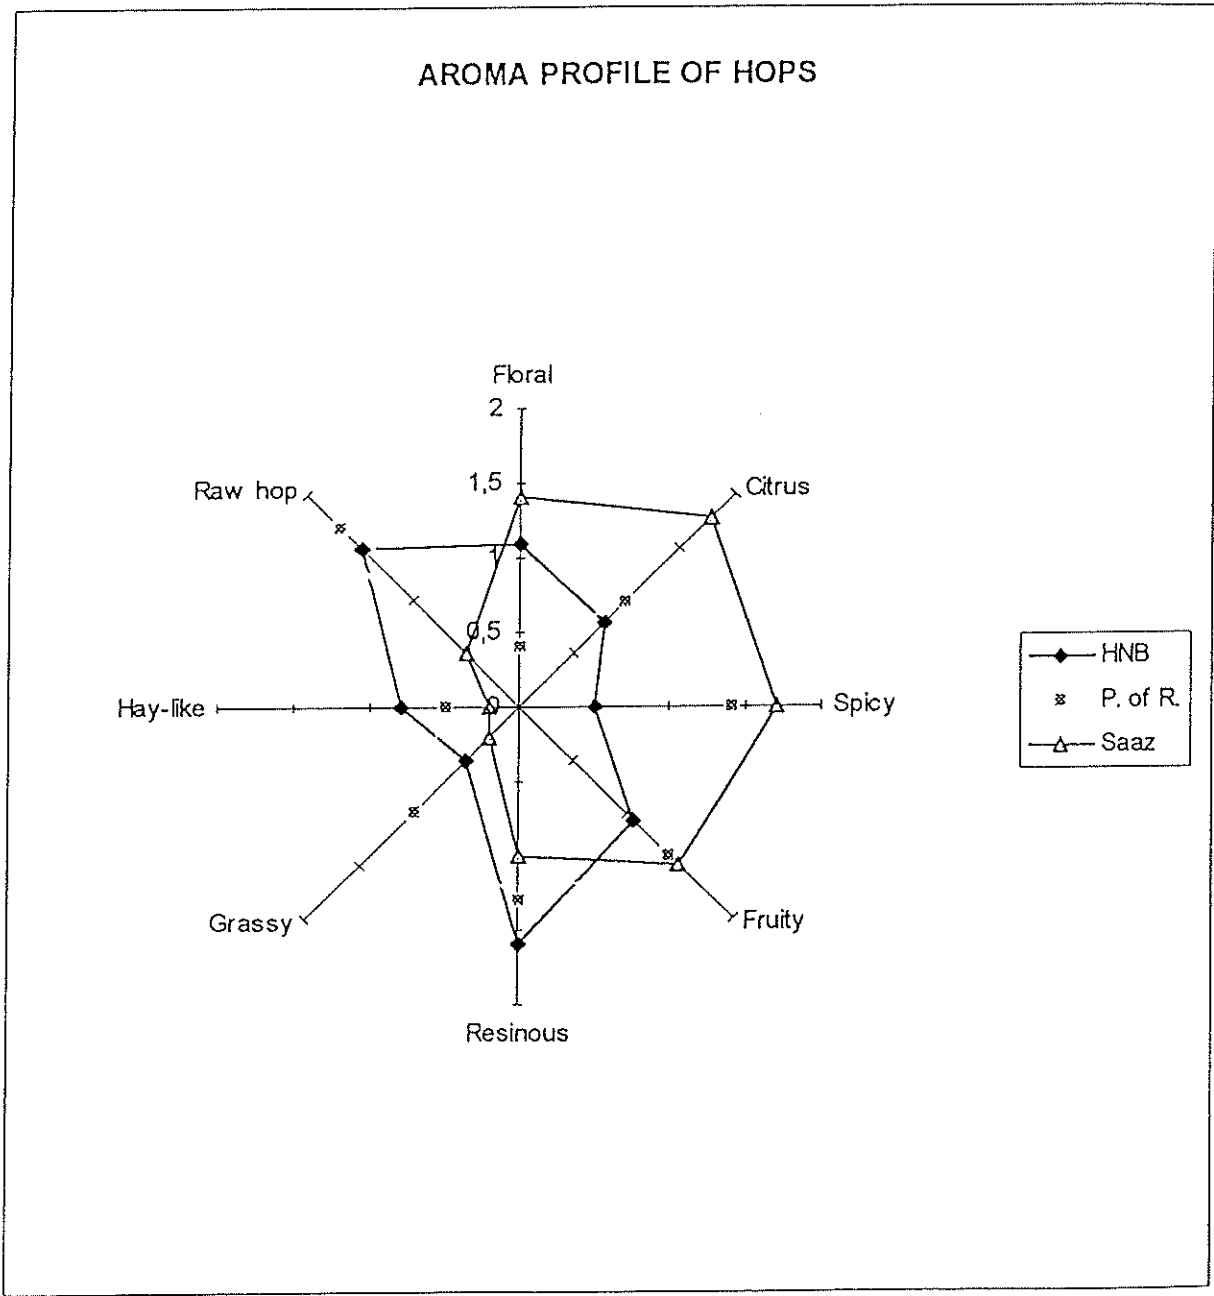 AROMA PROFILE OF HOPS
Floral
2
1,5
1
0,5
0
Citrus
Spicy
Fruity
Resinous
Grassy
Hay-like
Raw hop
HNB
P. of R.
Saaz